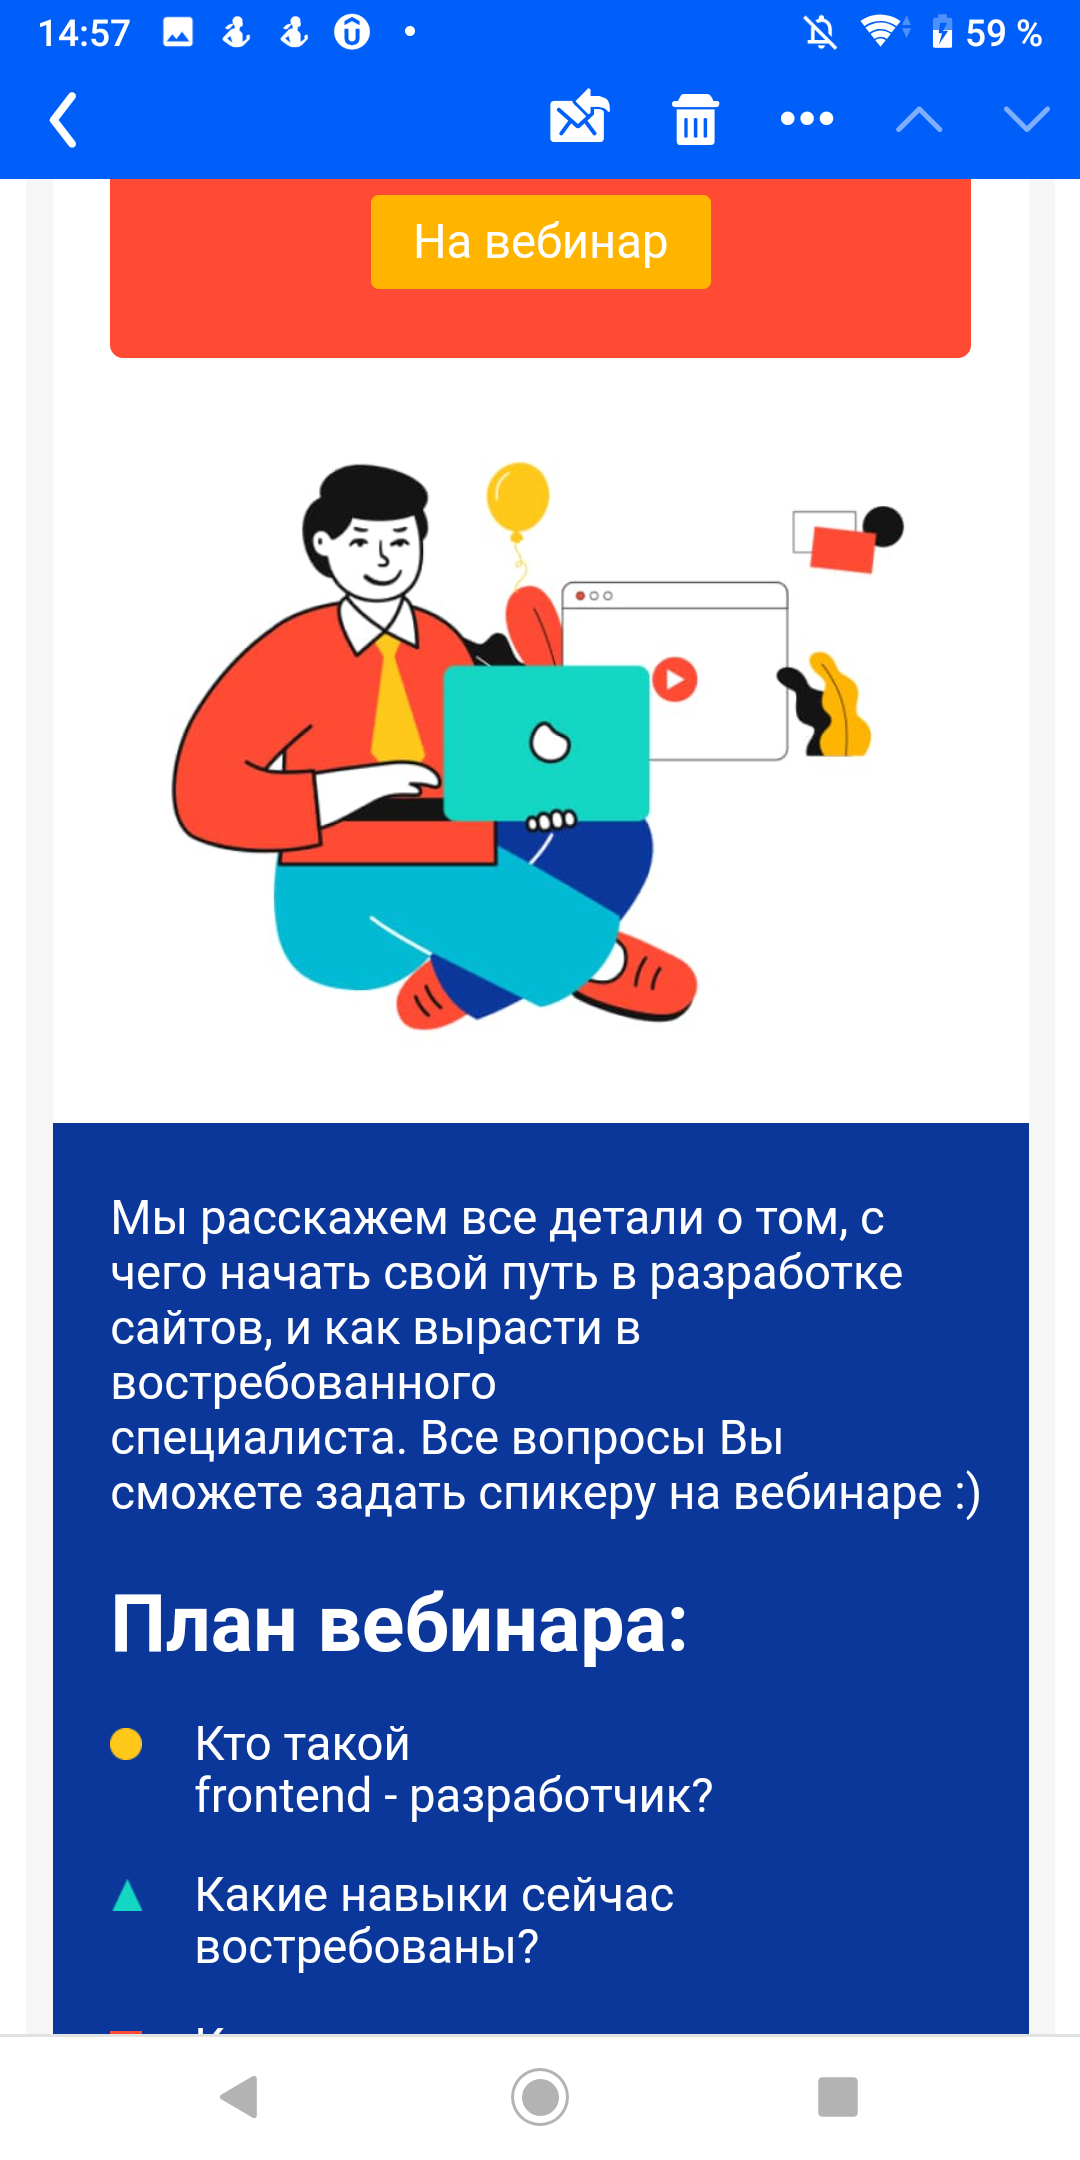 14:57
59 %
На вебинар
Мы расскажем все детали о том, с
чего начать свой путь в разработке
сайтов, и как вырасти в
востребованного
специалиста. Все вопросы Вы
сможете задать спикеру на вебинаре :)
План вебинара:
Кто такой
frontend - разработчик?
Какие навыки сейчас
востребованы?